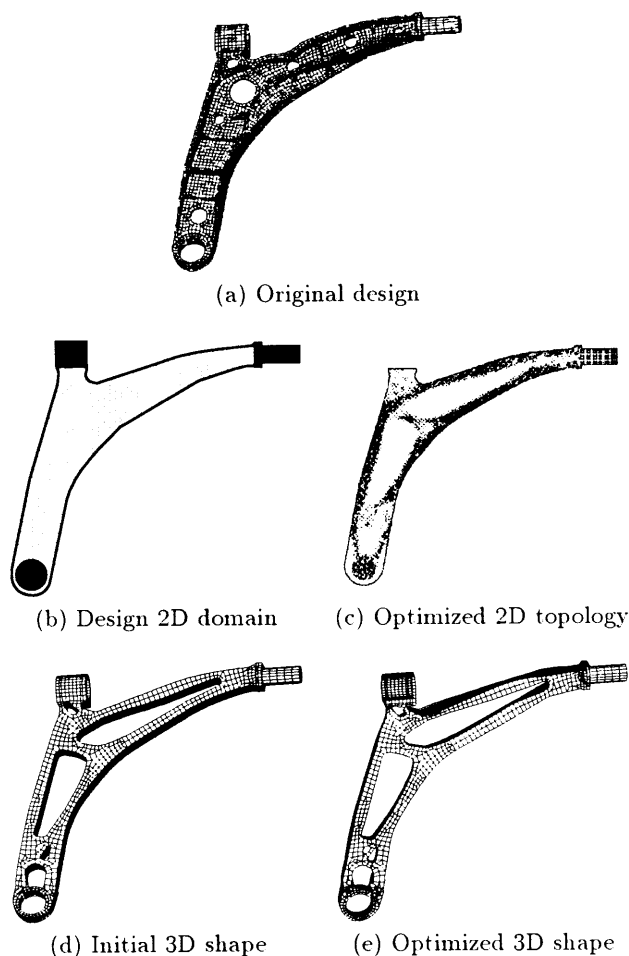 (a) Original design
(b) Design 2D domain
(c) Optimized 2D topology
(d) Initial 3D shape
(e) Optimized 3D shape